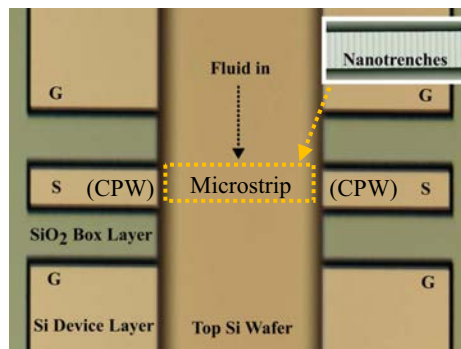 Nanotrenches
Fluid in
G
G
S (CPW) Microstrip (CPW) S
SiO2 Box Layer
G
G
Si Device Layer
Top Si Wafer